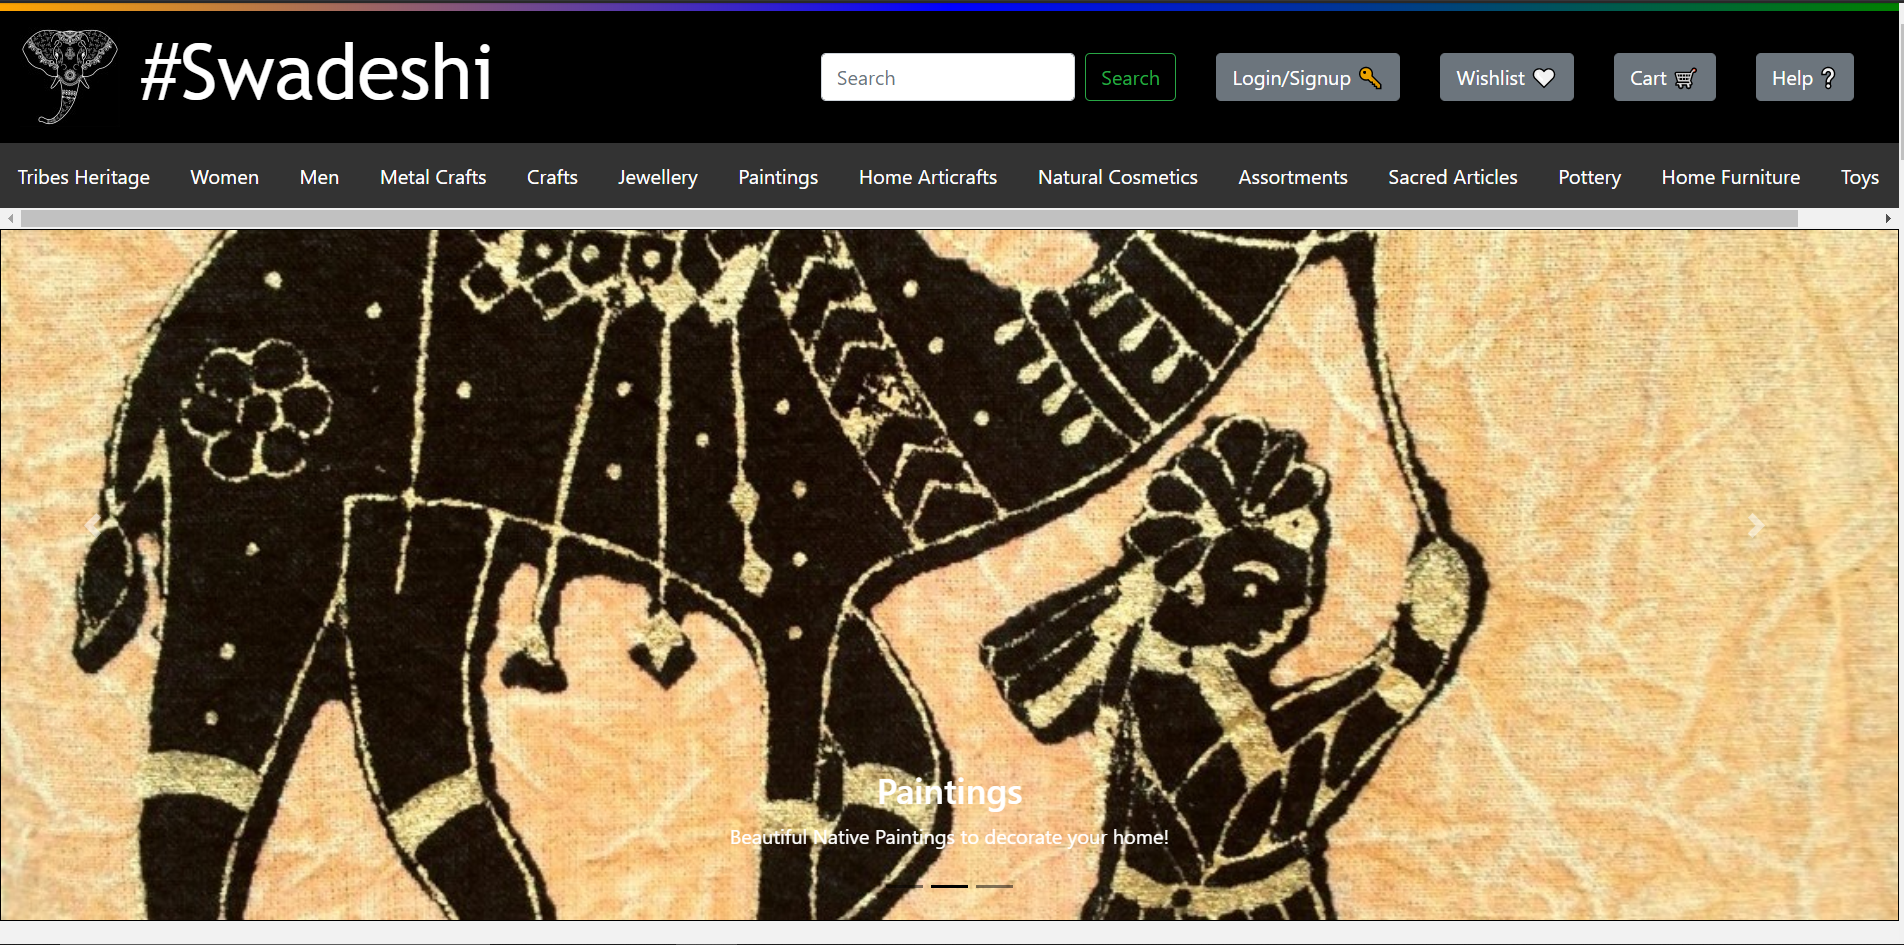 #Swadeshi
Search
Search
Login/Signup
Wishlist
Cart
Help ?
Tribes Heritage
Women
Men
Metal Crafts
Crafts
Jewellery
Paintings
Home Articrafts
Natural Cosmetics
Assortments
Sacred Articles
Pottery
Home Furniture
Toys
Paintings
Beautiful Native Paintings to decorate your home!